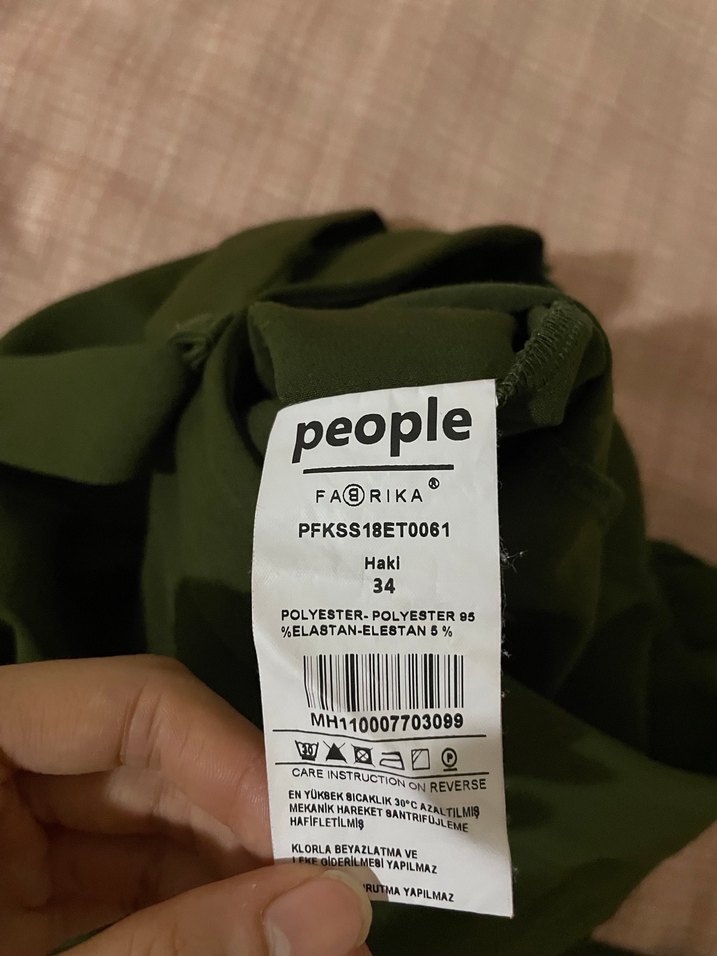 people
FABRIKA®
PFKSS18ET0061
Haki
34
POLYESTER- POLYESTER 95
%ELASTAN-ELESTAN 5 %
MH110007703099
30 P
CARE INSTRUCTION ON REVERSE
EN YÜKBEK SICAKLIK 30°C AZALTILMIŞ
MEKANİK HAREKET SANTRİFÜJLEME
HAFİFLETİLMİŞ
KLORLA BEYAZLATMA VE
LEKE GİDERİLMESİ YAPILMAZ
YAPILMAZ